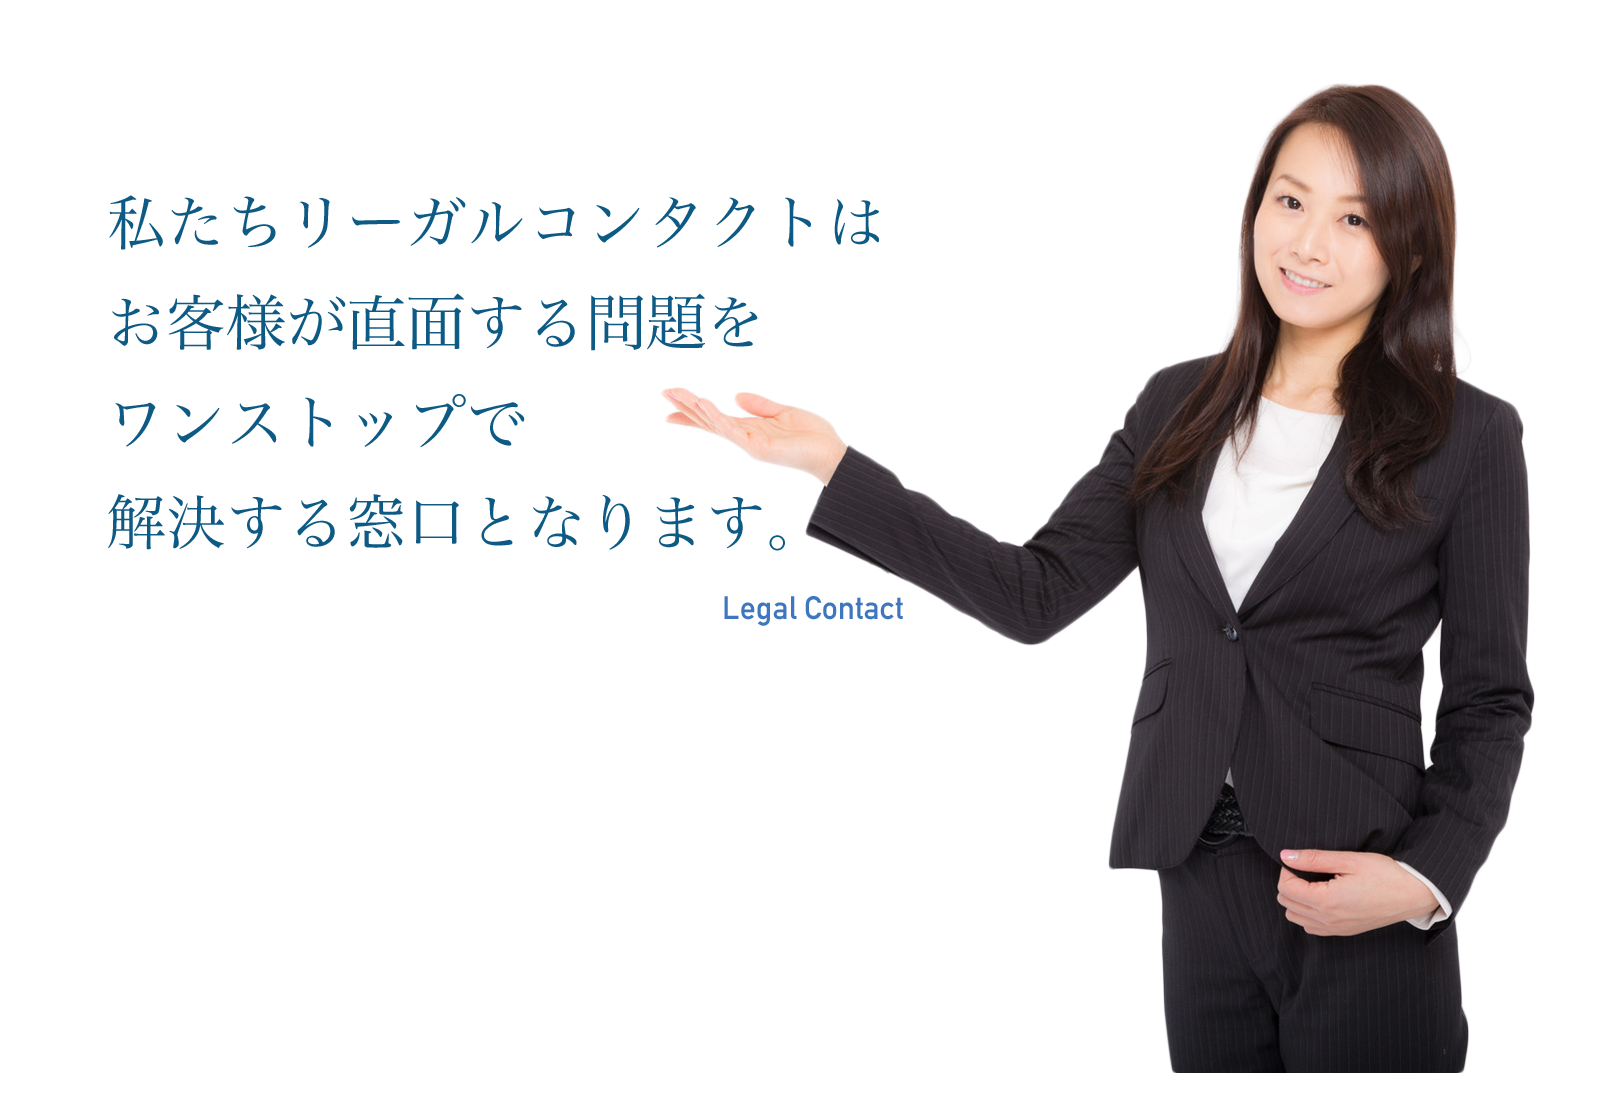 私たちリーガルコンタクトは
お客様が直面する問題を
ワンストップで
解決する窓口となります。
Legal Contact